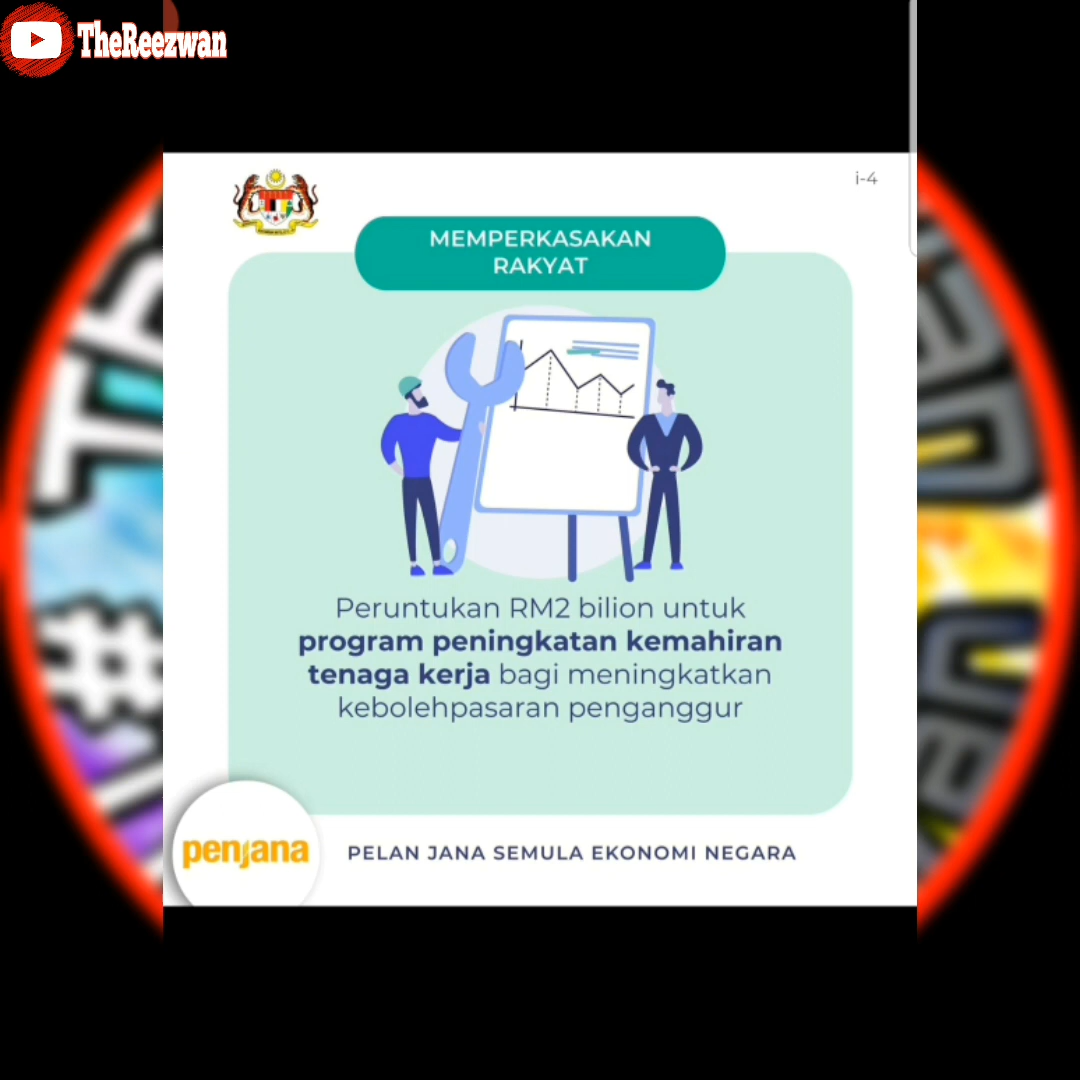 TheReezwan
i-4
MEMPERKASAKAN
RAKYAT
Peruntukan RM2 bilion untuk
program peningkatan kemahiran
tenaga kerja bagi meningkatkan
kebolehpasaran penganggur
penjana
PELAN JANA SEMULA EKONOMI NEGARA